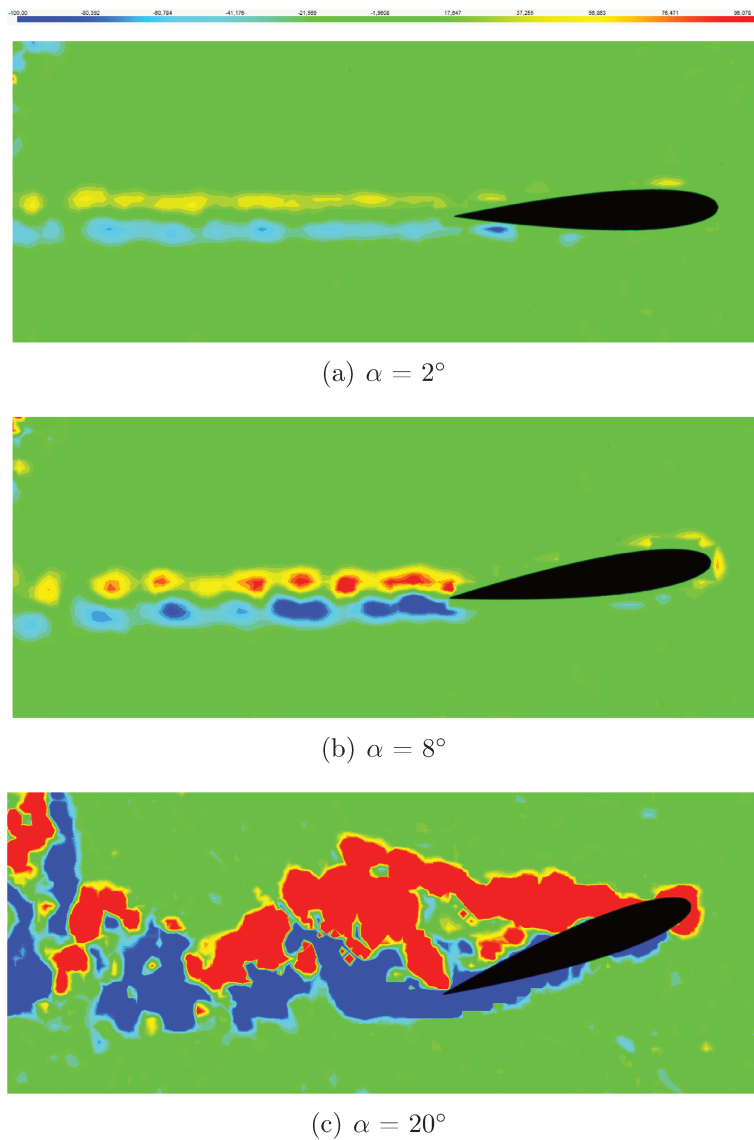 -100.00 -80,392 -60,784 -41,176 -21,569 -1,9608 17,647 37,255 56,863 76,471 96,078
(a) α = 2°
(b) α = 8°
(c) α = 20°